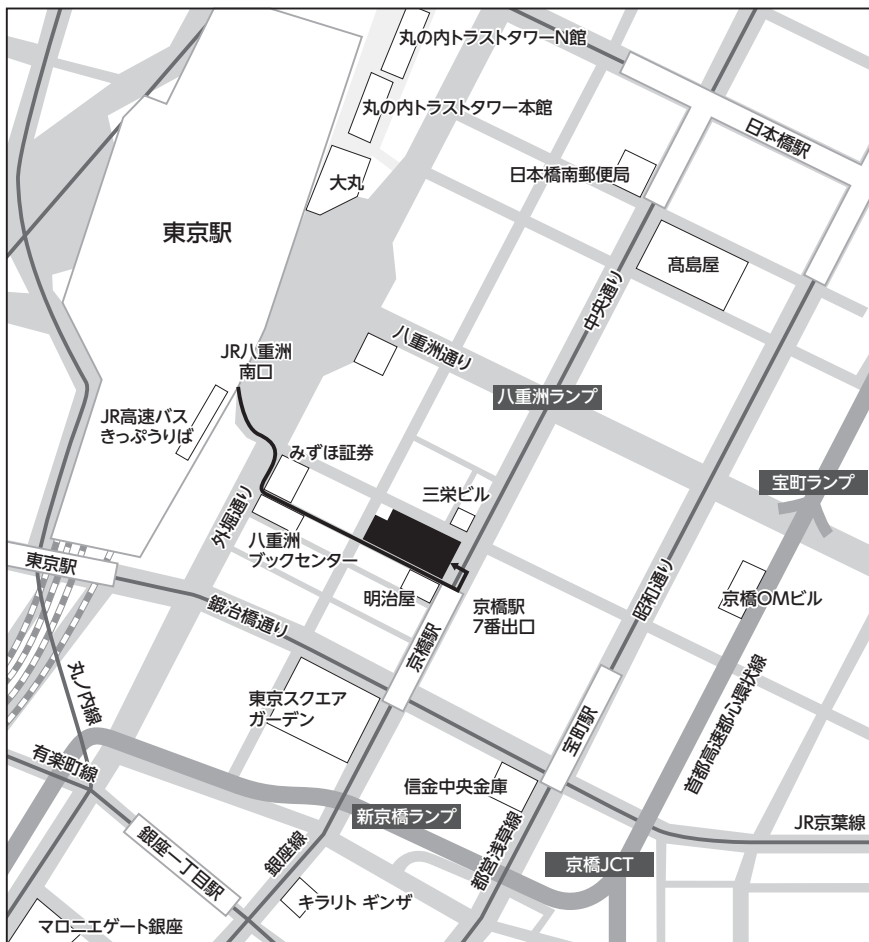 丸の内トラストタワーN館
丸の内トラストタワー本館
日本橋駅
日本橋南郵便局
大丸
東京駅
髙島屋
中央通り
八重洲通り
JR八重洲
南口
八重洲ランプ
JR高速バス
きっぷうりば
みずほ証券
宝町ランプ
三栄ビル
外堀通り
八重洲
ブックセンター
東京駅
昭和通り
明治屋
京橋駅
7番出口
京橋OMビル
鍛冶橋通り
京橋駅
丸ノ内線
東京スクエア
ガーデン
宝町駅
首都高速都心環状線
有楽町線
信金中央金庫
新京橋ランプ
JR京葉線
銀座一丁目駅
銀座線
都営浅草線
京橋JCT
キラリト ギンザ
マロニエゲート銀座